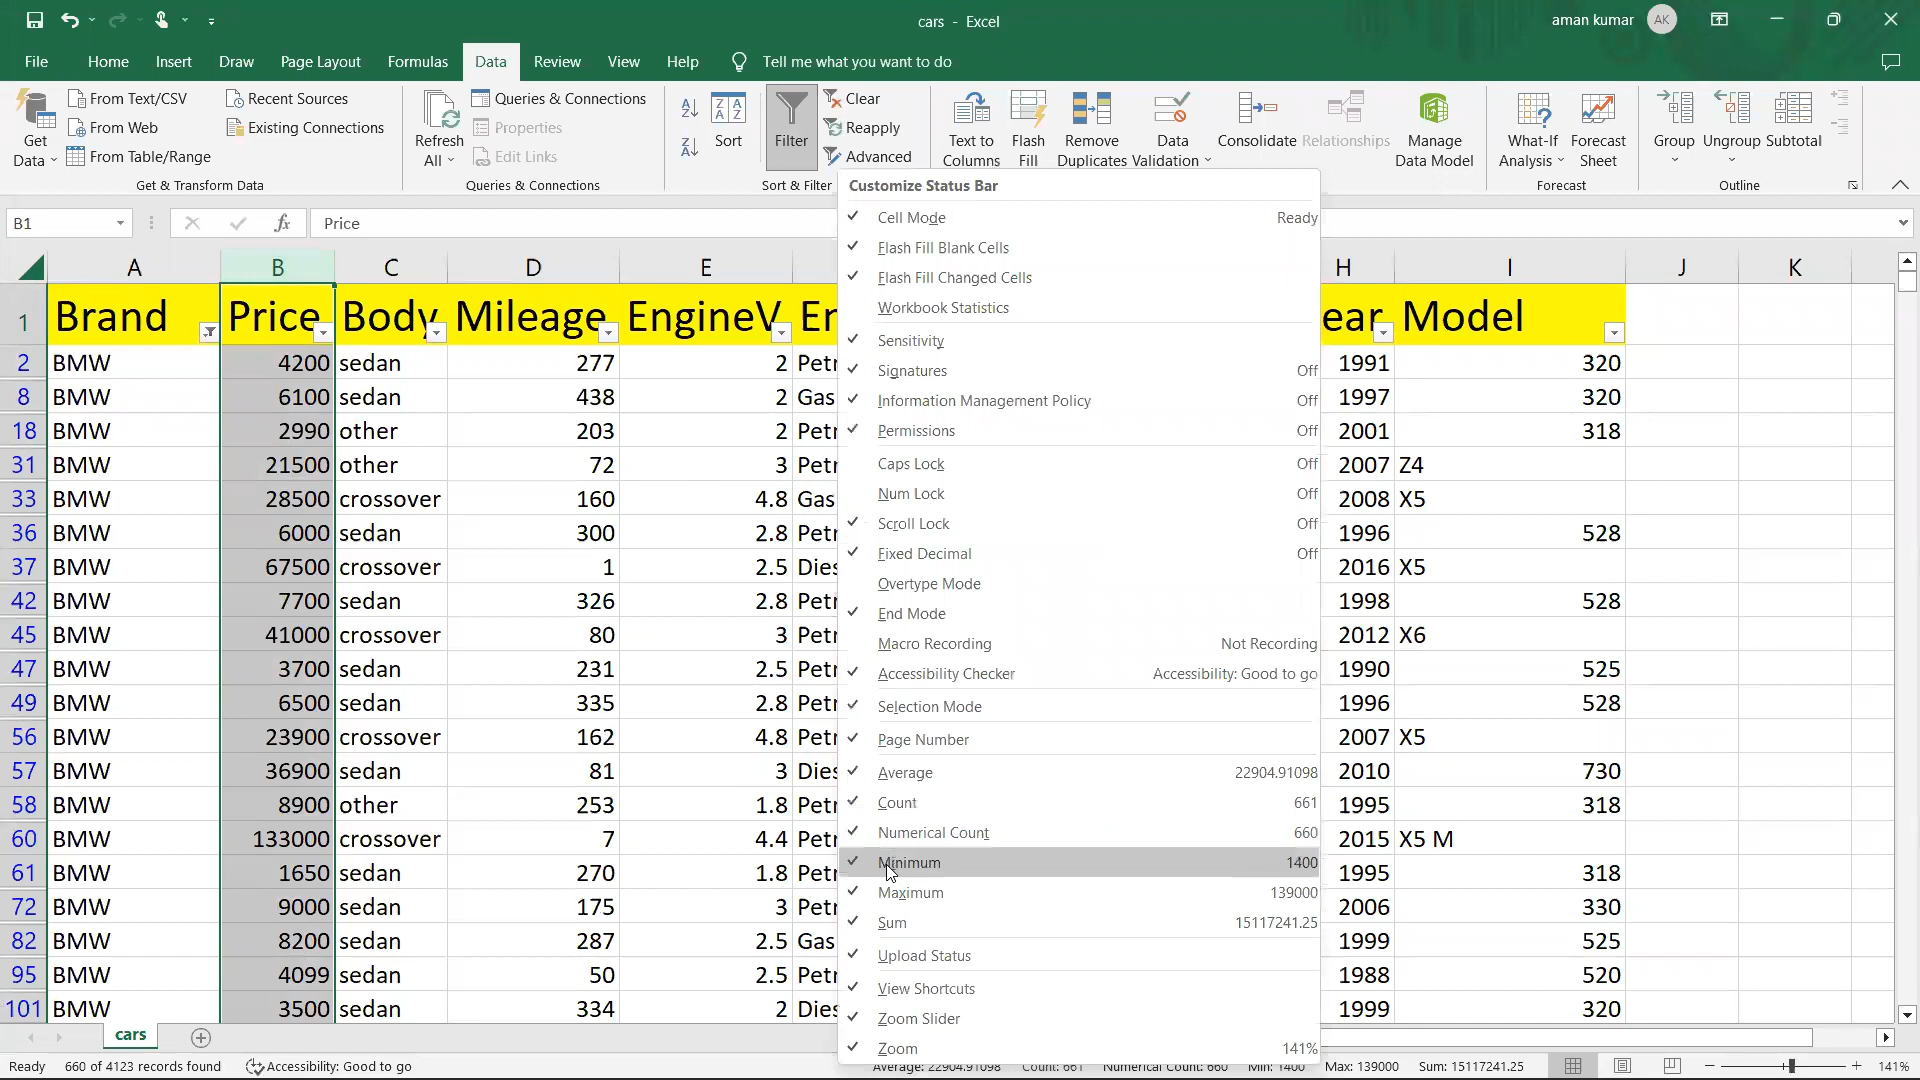 cars - Excel
aman kumar AK
File Home Insert Draw Page Layout Formulas Data Review View Help Tell me what you want to do
Get Data
From Text/CSV
From Web
From Table/Range
Recent Sources
Existing Connections
Get & Transform Data
Refresh All
Queries & Connections
Properties
Edit Links
Queries & Connections
Sort
Filter
Clear
Reapply
Advanced
Sort & Filter
Text to Columns
Flash Fill
Remove Duplicates
Data Validation
Consolidate
Relationships
Manage Data Model
What-If Analysis
Forecast Sheet
Forecast
Group
Ungroup
Subtotal
Outline
B1 fx Price
A B C D E H I J K
1 Brand Price Body Mileage EngineV En ear Model
2 BMW 4200 sedan 277 2 Petr 1991 320
8 BMW 6100 sedan 438 2 Gas 1997 320
18 BMW 2990 other 203 2 Petr 2001 318
31 BMW 21500 other 72 3 Petr 2007 Z4
33 BMW 28500 crossover 160 4.8 Gas 2008 X5
36 BMW 6000 sedan 300 2.8 Petr 1996 528
37 BMW 67500 crossover 1 2.5 Dies 2016 X5
42 BMW 7700 sedan 326 2.8 Petr 1998 528
45 BMW 41000 crossover 80 3 Petr 2012 X6
47 BMW 3700 sedan 231 2.5 Petr 1990 525
49 BMW 6500 sedan 335 2.8 Petr 1996 528
56 BMW 23900 crossover 162 4.8 Petr 2007 X5
57 BMW 36900 sedan 81 3 Dies 2010 730
58 BMW 8900 other 253 1.8 Petr 1995 318
60 BMW 133000 crossover 7 4.4 Petr 2015 X5 M
61 BMW 1650 sedan 270 1.8 Petr 1995 318
72 BMW 9000 sedan 175 3 Petr 2006 330
82 BMW 8200 sedan 287 2.5 Gas 1999 525
95 BMW 4099 sedan 50 2.5 Petr 1988 520
101 BMW 3500 sedan 334 2 Dies 1999 320
Customize Status Bar
Cell Mode Ready
Flash Fill Blank Cells
Flash Fill Changed Cells
Workbook Statistics
Sensitivity
Signatures Off
Information Management Policy Off
Permissions Off
Caps Lock Off
Num Lock Off
Scroll Lock Off
Fixed Decimal Off
Overtype Mode
End Mode
Macro Recording Not Recording
Accessibility Checker Accessibility: Good to go
Selection Mode
Page Number
Average 22904.91098
Count 661
Numerical Count 660
Minimum 1400
Maximum 139000
Sum 15117241.25
Upload Status
View Shortcuts
Zoom Slider
Zoom 141%
cars
Ready 660 of 4123 records found Accessibility: Good to go Average: 22904.91098 Count: 661 Numerical Count: 660 Min: 1400 Max: 139000 Sum: 15117241.25 141%